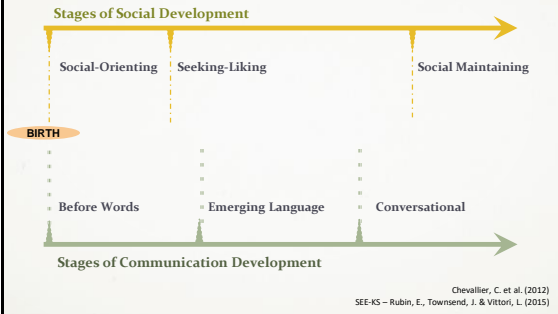 Stages of Social Development
Social-Orienting
Seeking-Liking
Social Maintaining
BIRTH
Before Words
Emerging Language
Conversational
Stages of Communication Development
Chevallier, C. et al. (2012)
SEE-KS – Rubin, E., Townsend, J. & Vittori, L. (2015)